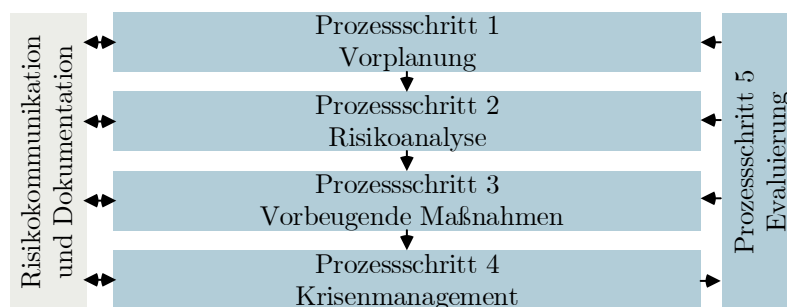 Risikokommunikation
und Dokumentation
Prozessschritt 1
Vorplanung
Prozessschritt 2
Risikoanalyse
Prozessschritt 3
Vorbeugende Maßnahmen
Prozessschritt 4
Krisenmanagement
Prozessschritt 5
Evaluierung